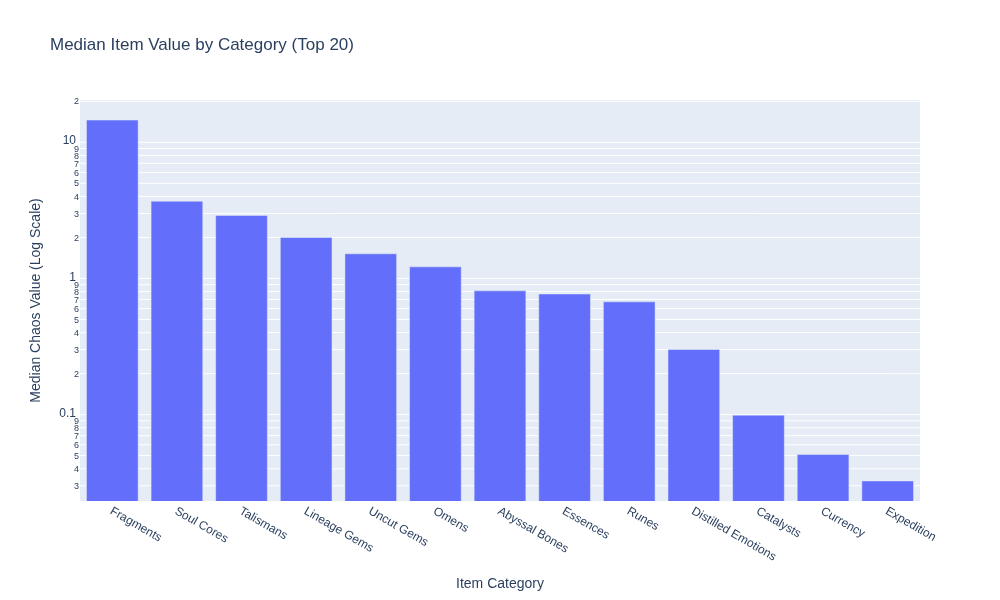 Median Item Value by Category (Top 20)
2
10
9
8
7
6
5
4
3
2
1
9
8
7
6
5
4
3
2
0.1
9
8
7
6
5
4
3
Median Chaos Value (Log Scale)
Fragments
Soul Cores
Talismans
Lineage Gems
Uncut Gems
Omens
Abyssal Bones
Essences
Runes
Distilled Emotions
Catalysts
Currency
Expedition
Item Category